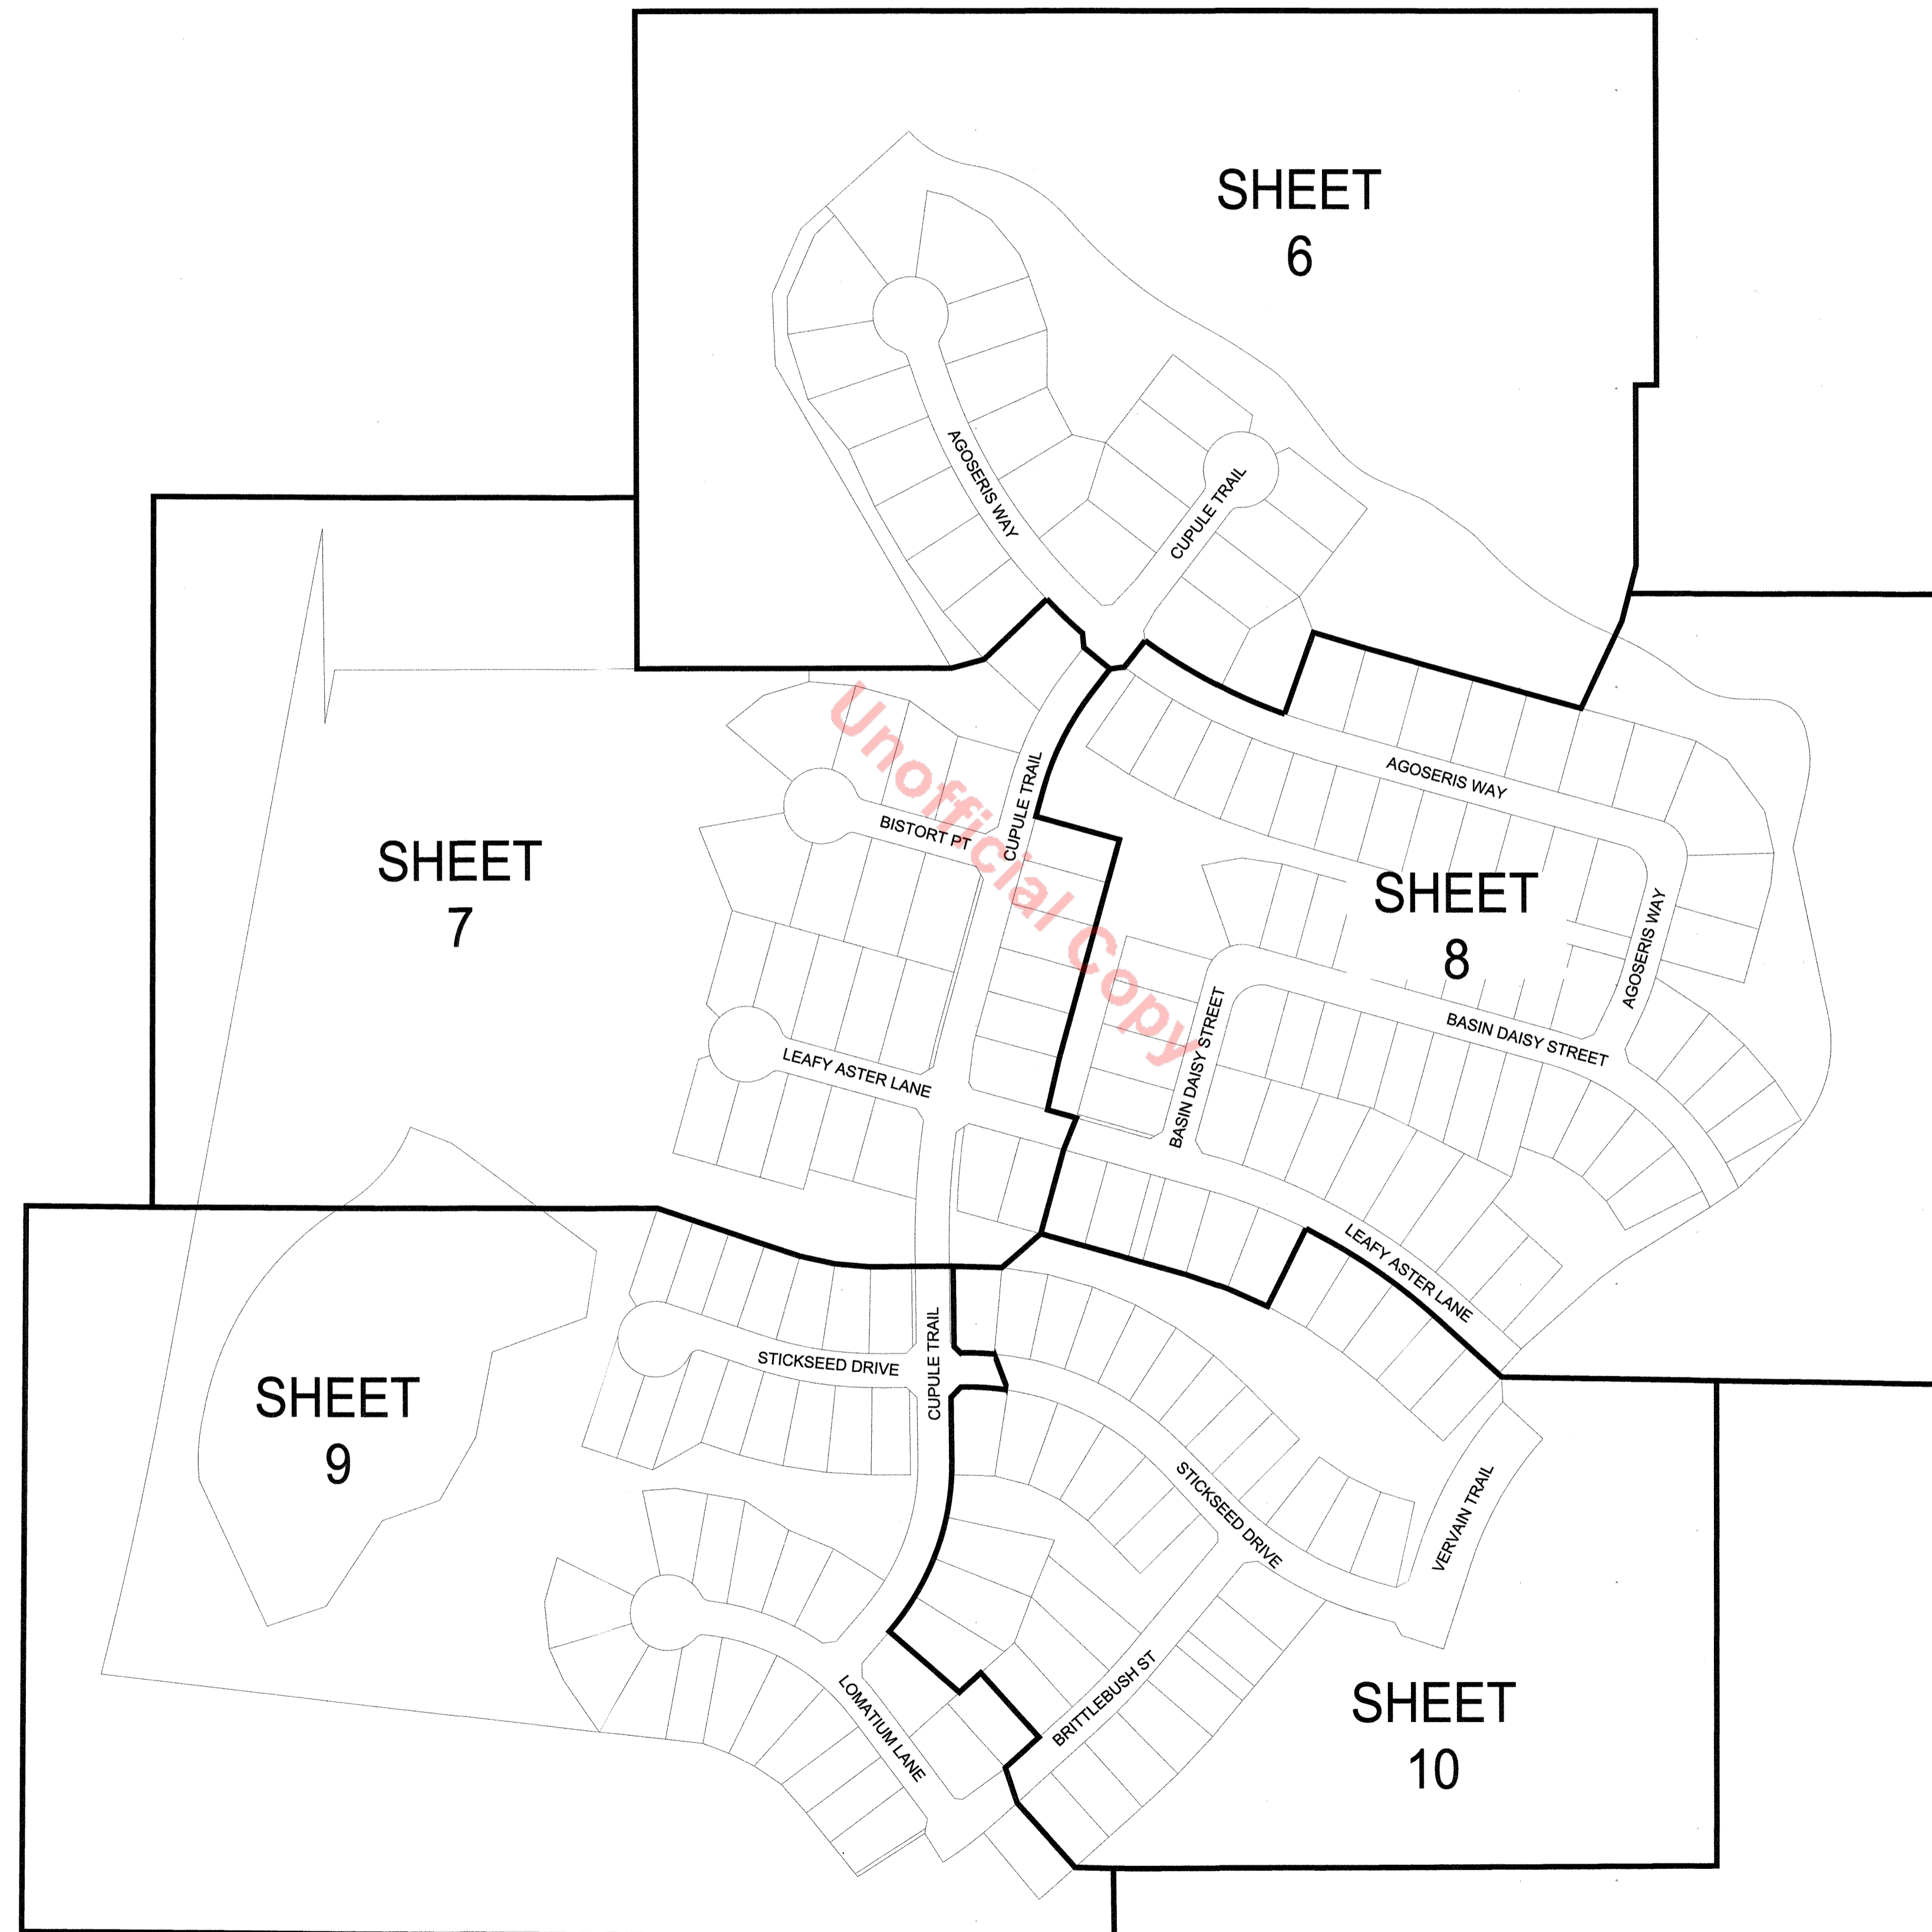 SHEET
6
AGOSERIS WAY
CUPULE TRAIL
SHEET
7
BISTORT PT
CUPULE TRAIL
LEAFY ASTER LANE
AGOSERIS WAY
SHEET
8
AGOSERIS WAY
BASIN DAISY STREET
BASIN DAISY STREET
LEAFY ASTER LANE
Unofficial Copy
SHEET
9
STICKSEED DRIVE
CUPULE TRAIL
LOMATIUM LANE
STICKSEED DRIVE
VERVAIN TRAIL
BRITTLEBUSH ST
SHEET
10